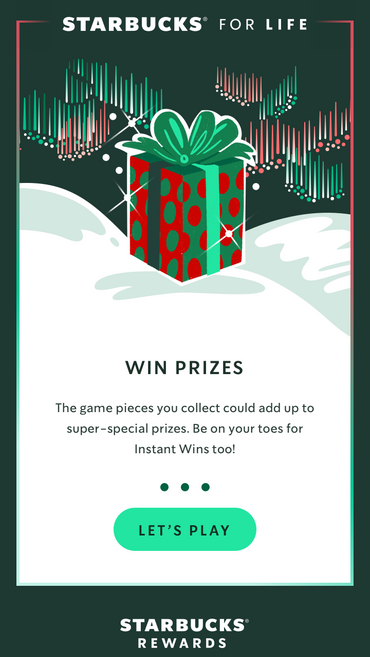 STARBUCKS® FOR LIFE
WIN PRIZES
The game pieces you collect could add up to
super-special prizes. Be on your toes for
Instant Wins too!
LET'S PLAY
STARBUCKS®
REWARDS